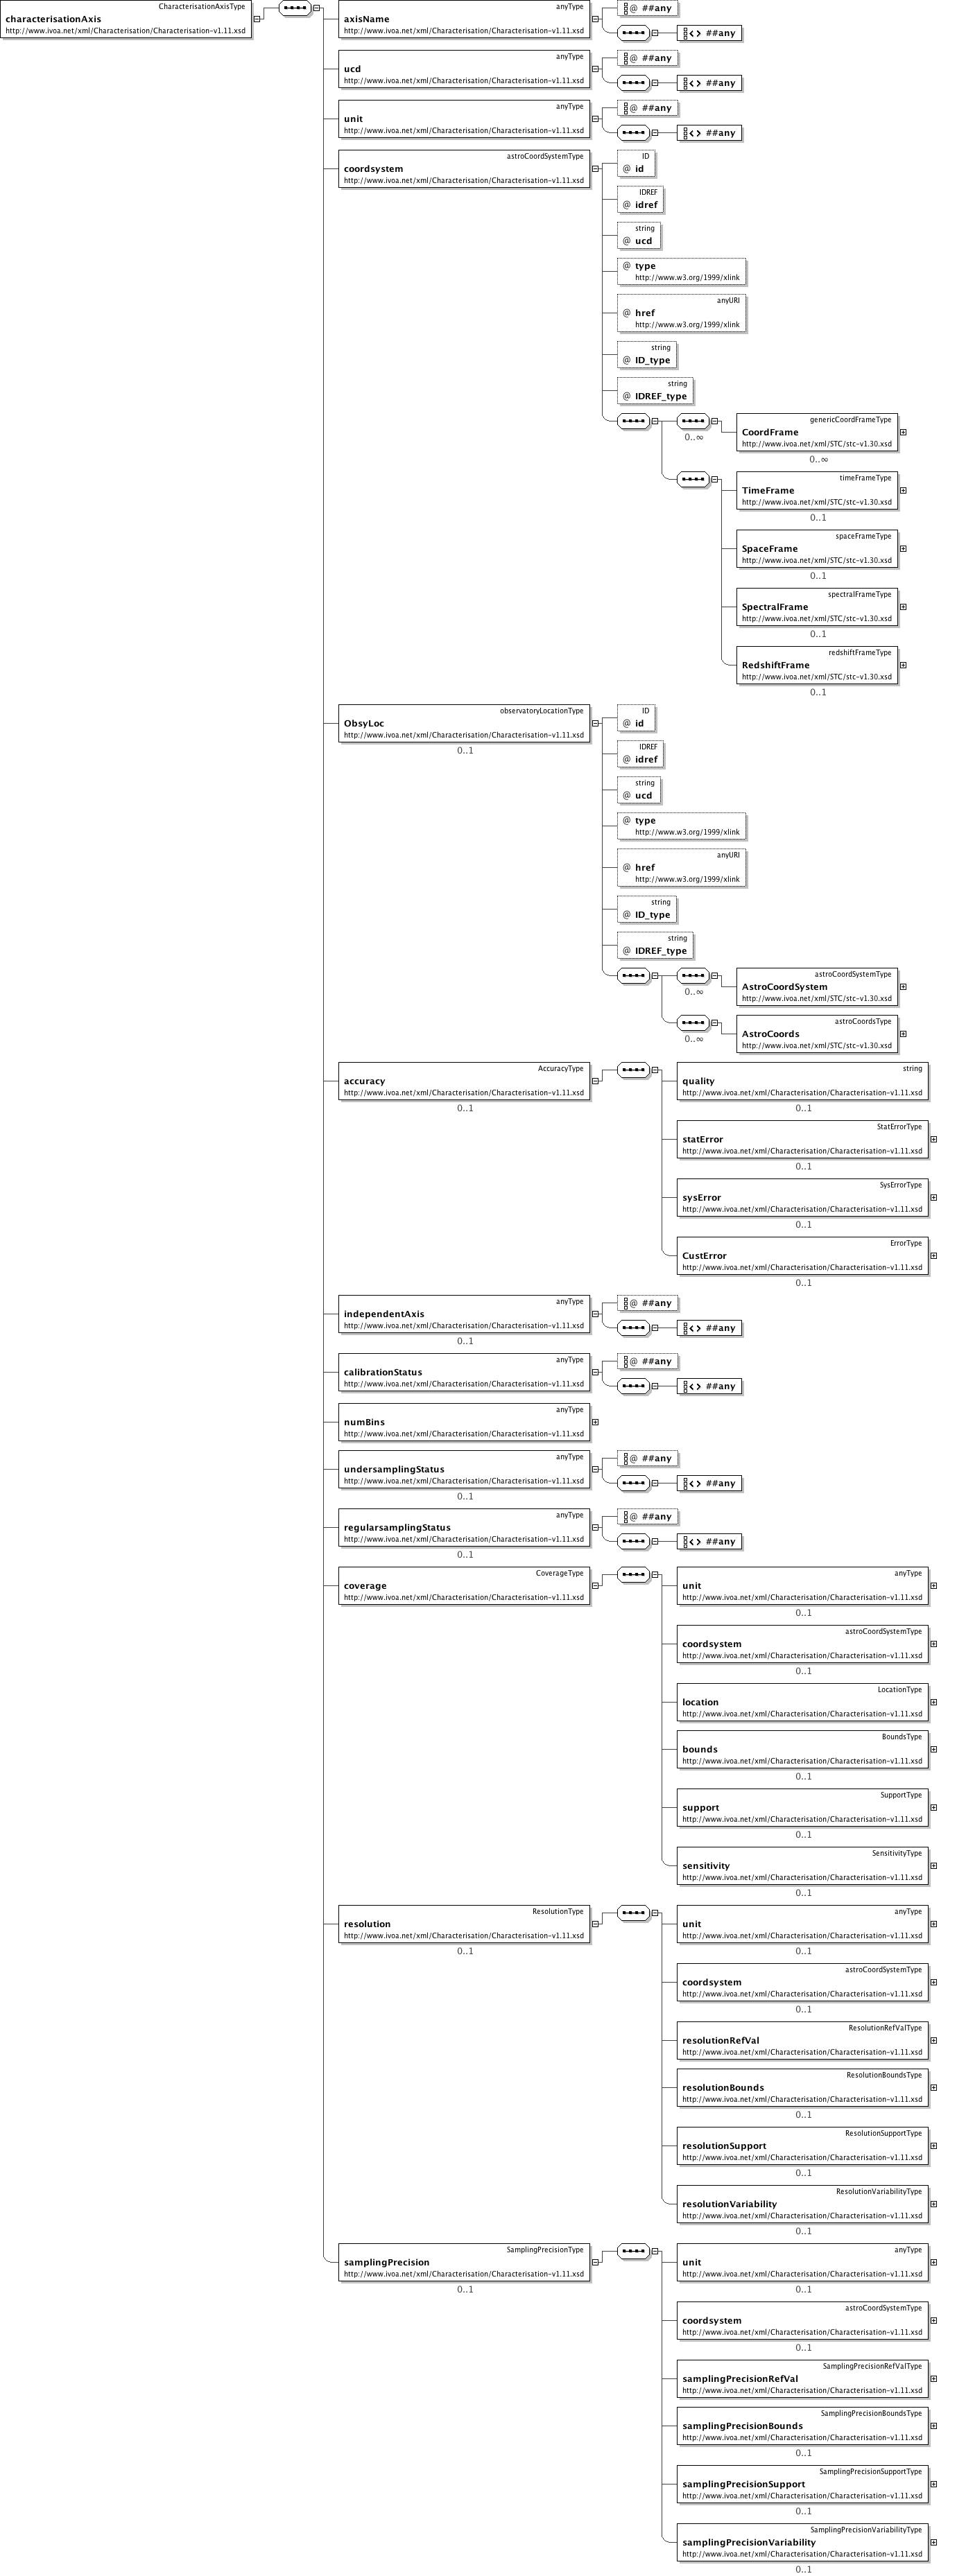 CharacterisationAxisType
characterisationAxis
http://www.ivoa.net/xml/Characterisation/Characterisation-v1.11.xsd
anyType
axisName
http://www.ivoa.net/xml/Characterisation/Characterisation-v1.11.xsd
@ ##any
<> ##any
anyType
ucd
http://www.ivoa.net/xml/Characterisation/Characterisation-v1.11.xsd
@ ##any
<> ##any
anyType
unit
http://www.ivoa.net/xml/Characterisation/Characterisation-v1.11.xsd
@ ##any
<> ##any
astroCoordSystemType
coordsystem
http://www.ivoa.net/xml/Characterisation/Characterisation-v1.11.xsd
ID
@ id
IDREF
@ idref
string
@ ucd
@ type
http://www.w3.org/1999/xlink
anyURI
@ href
http://www.w3.org/1999/xlink
string
@ ID_type
string
@ IDREF_type
0..∞
genericCoordFrameType
CoordFrame
http://www.ivoa.net/xml/STC/stc-v1.30.xsd
0..∞
timeFrameType
TimeFrame
http://www.ivoa.net/xml/STC/stc-v1.30.xsd
0..1
spaceFrameType
SpaceFrame
http://www.ivoa.net/xml/STC/stc-v1.30.xsd
0..1
spectralFrameType
SpectralFrame
http://www.ivoa.net/xml/STC/stc-v1.30.xsd
0..1
redshiftFrameType
RedshiftFrame
http://www.ivoa.net/xml/STC/stc-v1.30.xsd
0..1
observatoryLocationType
ObsyLoc
http://www.ivoa.net/xml/Characterisation/Characterisation-v1.11.xsd
0..1
ID
@ id
IDREF
@ idref
string
@ ucd
@ type
http://www.w3.org/1999/xlink
anyURI
@ href
http://www.w3.org/1999/xlink
string
@ ID_type
string
@ IDREF_type
0..∞
astroCoordSystemType
AstroCoordSystem
http://www.ivoa.net/xml/STC/stc-v1.30.xsd
0..∞
astroCoordsType
AstroCoords
http://www.ivoa.net/xml/STC/stc-v1.30.xsd
AccuracyType
accuracy
http://www.ivoa.net/xml/Characterisation/Characterisation-v1.11.xsd
0..1
string
quality
http://www.ivoa.net/xml/Characterisation/Characterisation-v1.11.xsd
0..1
StatErrorType
statError
http://www.ivoa.net/xml/Characterisation/Characterisation-v1.11.xsd
0..1
SysErrorType
sysError
http://www.ivoa.net/xml/Characterisation/Characterisation-v1.11.xsd
0..1
ErrorType
CustError
http://www.ivoa.net/xml/Characterisation/Characterisation-v1.11.xsd
0..1
anyType
independentAxis
http://www.ivoa.net/xml/Characterisation/Characterisation-v1.11.xsd
0..1
@ ##any
<> ##any
anyType
calibrationStatus
http://www.ivoa.net/xml/Characterisation/Characterisation-v1.11.xsd
@ ##any
<> ##any
anyType
numBins
http://www.ivoa.net/xml/Characterisation/Characterisation-v1.11.xsd
anyType
undersamplingStatus
http://www.ivoa.net/xml/Characterisation/Characterisation-v1.11.xsd
0..1
@ ##any
<> ##any
anyType
regularsamplingStatus
http://www.ivoa.net/xml/Characterisation/Characterisation-v1.11.xsd
0..1
@ ##any
<> ##any
CoverageType
coverage
http://www.ivoa.net/xml/Characterisation/Characterisation-v1.11.xsd
anyType
unit
http://www.ivoa.net/xml/Characterisation/Characterisation-v1.11.xsd
0..1
astroCoordSystemType
coordsystem
http://www.ivoa.net/xml/Characterisation/Characterisation-v1.11.xsd
0..1
LocationType
location
http://www.ivoa.net/xml/Characterisation/Characterisation-v1.11.xsd
BoundsType
bounds
http://www.ivoa.net/xml/Characterisation/Characterisation-v1.11.xsd
0..1
SupportType
support
http://www.ivoa.net/xml/Characterisation/Characterisation-v1.11.xsd
0..1
SensitivityType
sensitivity
http://www.ivoa.net/xml/Characterisation/Characterisation-v1.11.xsd
0..1
ResolutionType
resolution
http://www.ivoa.net/xml/Characterisation/Characterisation-v1.11.xsd
0..1
anyType
unit
http://www.ivoa.net/xml/Characterisation/Characterisation-v1.11.xsd
0..1
astroCoordSystemType
coordsystem
http://www.ivoa.net/xml/Characterisation/Characterisation-v1.11.xsd
0..1
ResolutionRefValType
resolutionRefVal
http://www.ivoa.net/xml/Characterisation/Characterisation-v1.11.xsd
ResolutionBoundsType
resolutionBounds
http://www.ivoa.net/xml/Characterisation/Characterisation-v1.11.xsd
0..1
ResolutionSupportType
resolutionSupport
http://www.ivoa.net/xml/Characterisation/Characterisation-v1.11.xsd
0..1
ResolutionVariabilityType
resolutionVariability
http://www.ivoa.net/xml/Characterisation/Characterisation-v1.11.xsd
0..1
SamplingPrecisionType
samplingPrecision
http://www.ivoa.net/xml/Characterisation/Characterisation-v1.11.xsd
0..1
anyType
unit
http://www.ivoa.net/xml/Characterisation/Characterisation-v1.11.xsd
0..1
astroCoordSystemType
coordsystem
http://www.ivoa.net/xml/Characterisation/Characterisation-v1.11.xsd
0..1
SamplingPrecisionRefValType
samplingPrecisionRefVal
http://www.ivoa.net/xml/Characterisation/Characterisation-v1.11.xsd
SamplingPrecisionBoundsType
samplingPrecisionBounds
http://www.ivoa.net/xml/Characterisation/Characterisation-v1.11.xsd
0..1
SamplingPrecisionSupportType
samplingPrecisionSupport
http://www.ivoa.net/xml/Characterisation/Characterisation-v1.11.xsd
0..1
SamplingPrecisionVariabilityType
samplingPrecisionVariability
http://www.ivoa.net/xml/Characterisation/Characterisation-v1.11.xsd
0..1